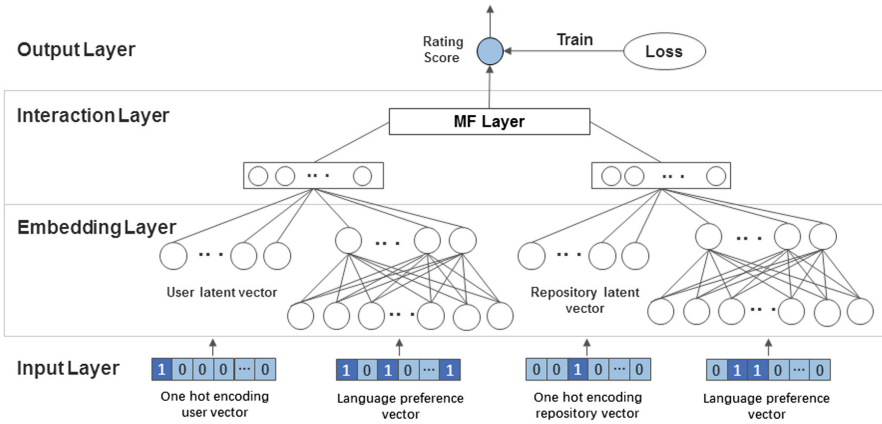 Output Layer
Rating
Score
Train
Loss
Interaction Layer
MF Layer
Embedding Layer
User latent vector
Repository latent
vector
Input Layer
1 0 0 0 ... 0
1 0 1 0 ... 1
0 0 1 0 ... 0
0 1 1 0 ... 0
One hot encoding
user vector
Language preference
vector
One hot encoding
repository vector
Language preference
vector